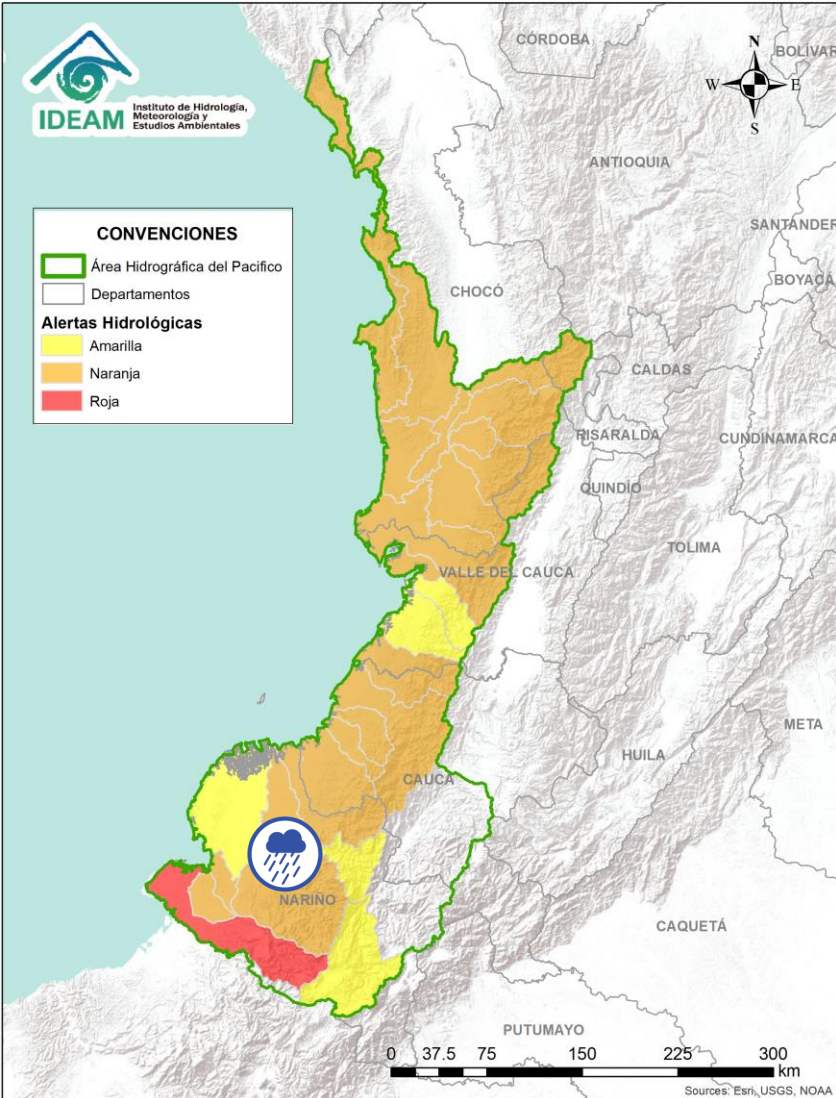 IDEAM
Instituto de Hidrología,
Meteorología y
Estudios Ambientales
CÓRDOBA
BOLÍVAR
N
W
E
S
ANTIOQUIA
SANTANDER
BOYACÁ
CONVENCIONES
Área Hidrográfica del Pacifico
Departamentos
Alertas Hidrológicas
Amarilla
Naranja
Roja
CHOCÓ
CALDAS
RISARALDA
CUNDINAMARCA
QUINDÍO
TOLIMA
VALLE DEL CAUCA
META
HUILA
CAUCA
NARIÑO
CAQUETÁ
PUTUMAYO
0 37.5 75 150 225 300
km
Sources: Esri, USGS, NOAA